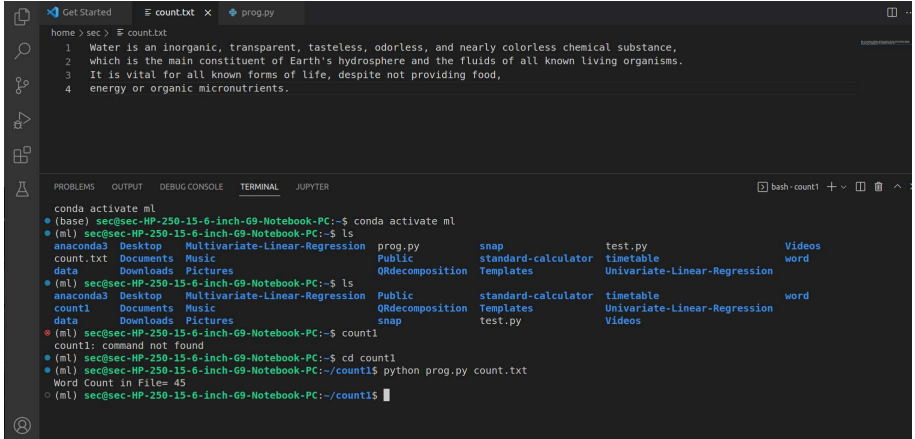 Get Started
count.txt
prog.py
home > sec > count.txt
1 Water is an inorganic, transparent, tasteless, odorless, and nearly colorless chemical substance,
2 which is the main constituent of Earth's hydrosphere and the fluids of all known living organisms.
3 It is vital for all known forms of life, despite not providing food,
4 energy or organic micronutrients.
PROBLEMS OUTPUT DEBUG CONSOLE TERMINAL JUPYTER
bash - count1
conda activate ml
(base) sec@sec-HP-250-15-6-inch-G9-Notebook-PC:~$ conda activate ml
(ml) sec@sec-HP-250-15-6-inch-G9-Notebook-PC:~$ ls
anaconda3 Desktop Multivariate-Linear-Regression prog.py snap test.py Videos
count.txt Documents Music Public standard-calculator timetable word
data Downloads Pictures QRdecomposition Templates Univariate-Linear-Regression
(ml) sec@sec-HP-250-15-6-inch-G9-Notebook-PC:~$ ls
anaconda3 Desktop Multivariate-Linear-Regression Public standard-calculator timetable word
count1 Documents Music QRdecomposition Templates Univariate-Linear-Regression
data Downloads Pictures snap test.py Videos
(ml) sec@sec-HP-250-15-6-inch-G9-Notebook-PC:~$ count1
count1: command not found
(ml) sec@sec-HP-250-15-6-inch-G9-Notebook-PC:~$ cd count1
(ml) sec@sec-HP-250-15-6-inch-G9-Notebook-PC:~/count1$ python prog.py count.txt
Word Count in File= 45
(ml) sec@sec-HP-250-15-6-inch-G9-Notebook-PC:~/count1$